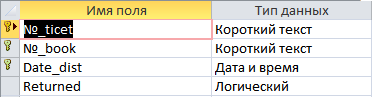 Имя поля Тип данных
№_ticet Короткий текст
№_book Короткий текст
Date_dist Дата и время
Returned Логический